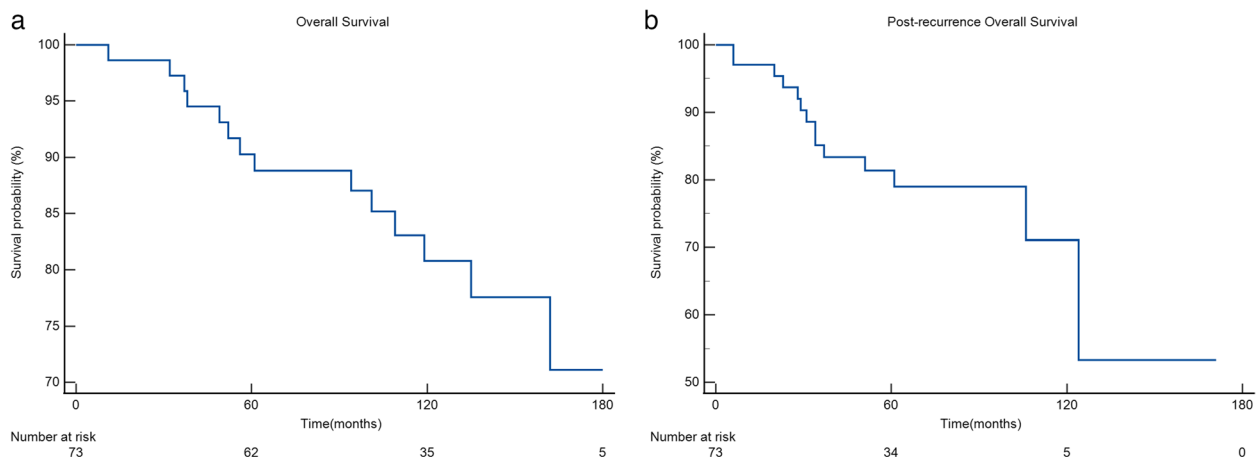 a
Overall Survival
100
95
90
85
80
75
70
Survival probability (%)
0 60 120 180
Time(months)
Number at risk
73 62 35 5
b
Post-recurrence Overall Survival
100
90
80
70
60
50
Survival probability (%)
0 60 120 180
Time(months)
Number at risk
73 34 5 0